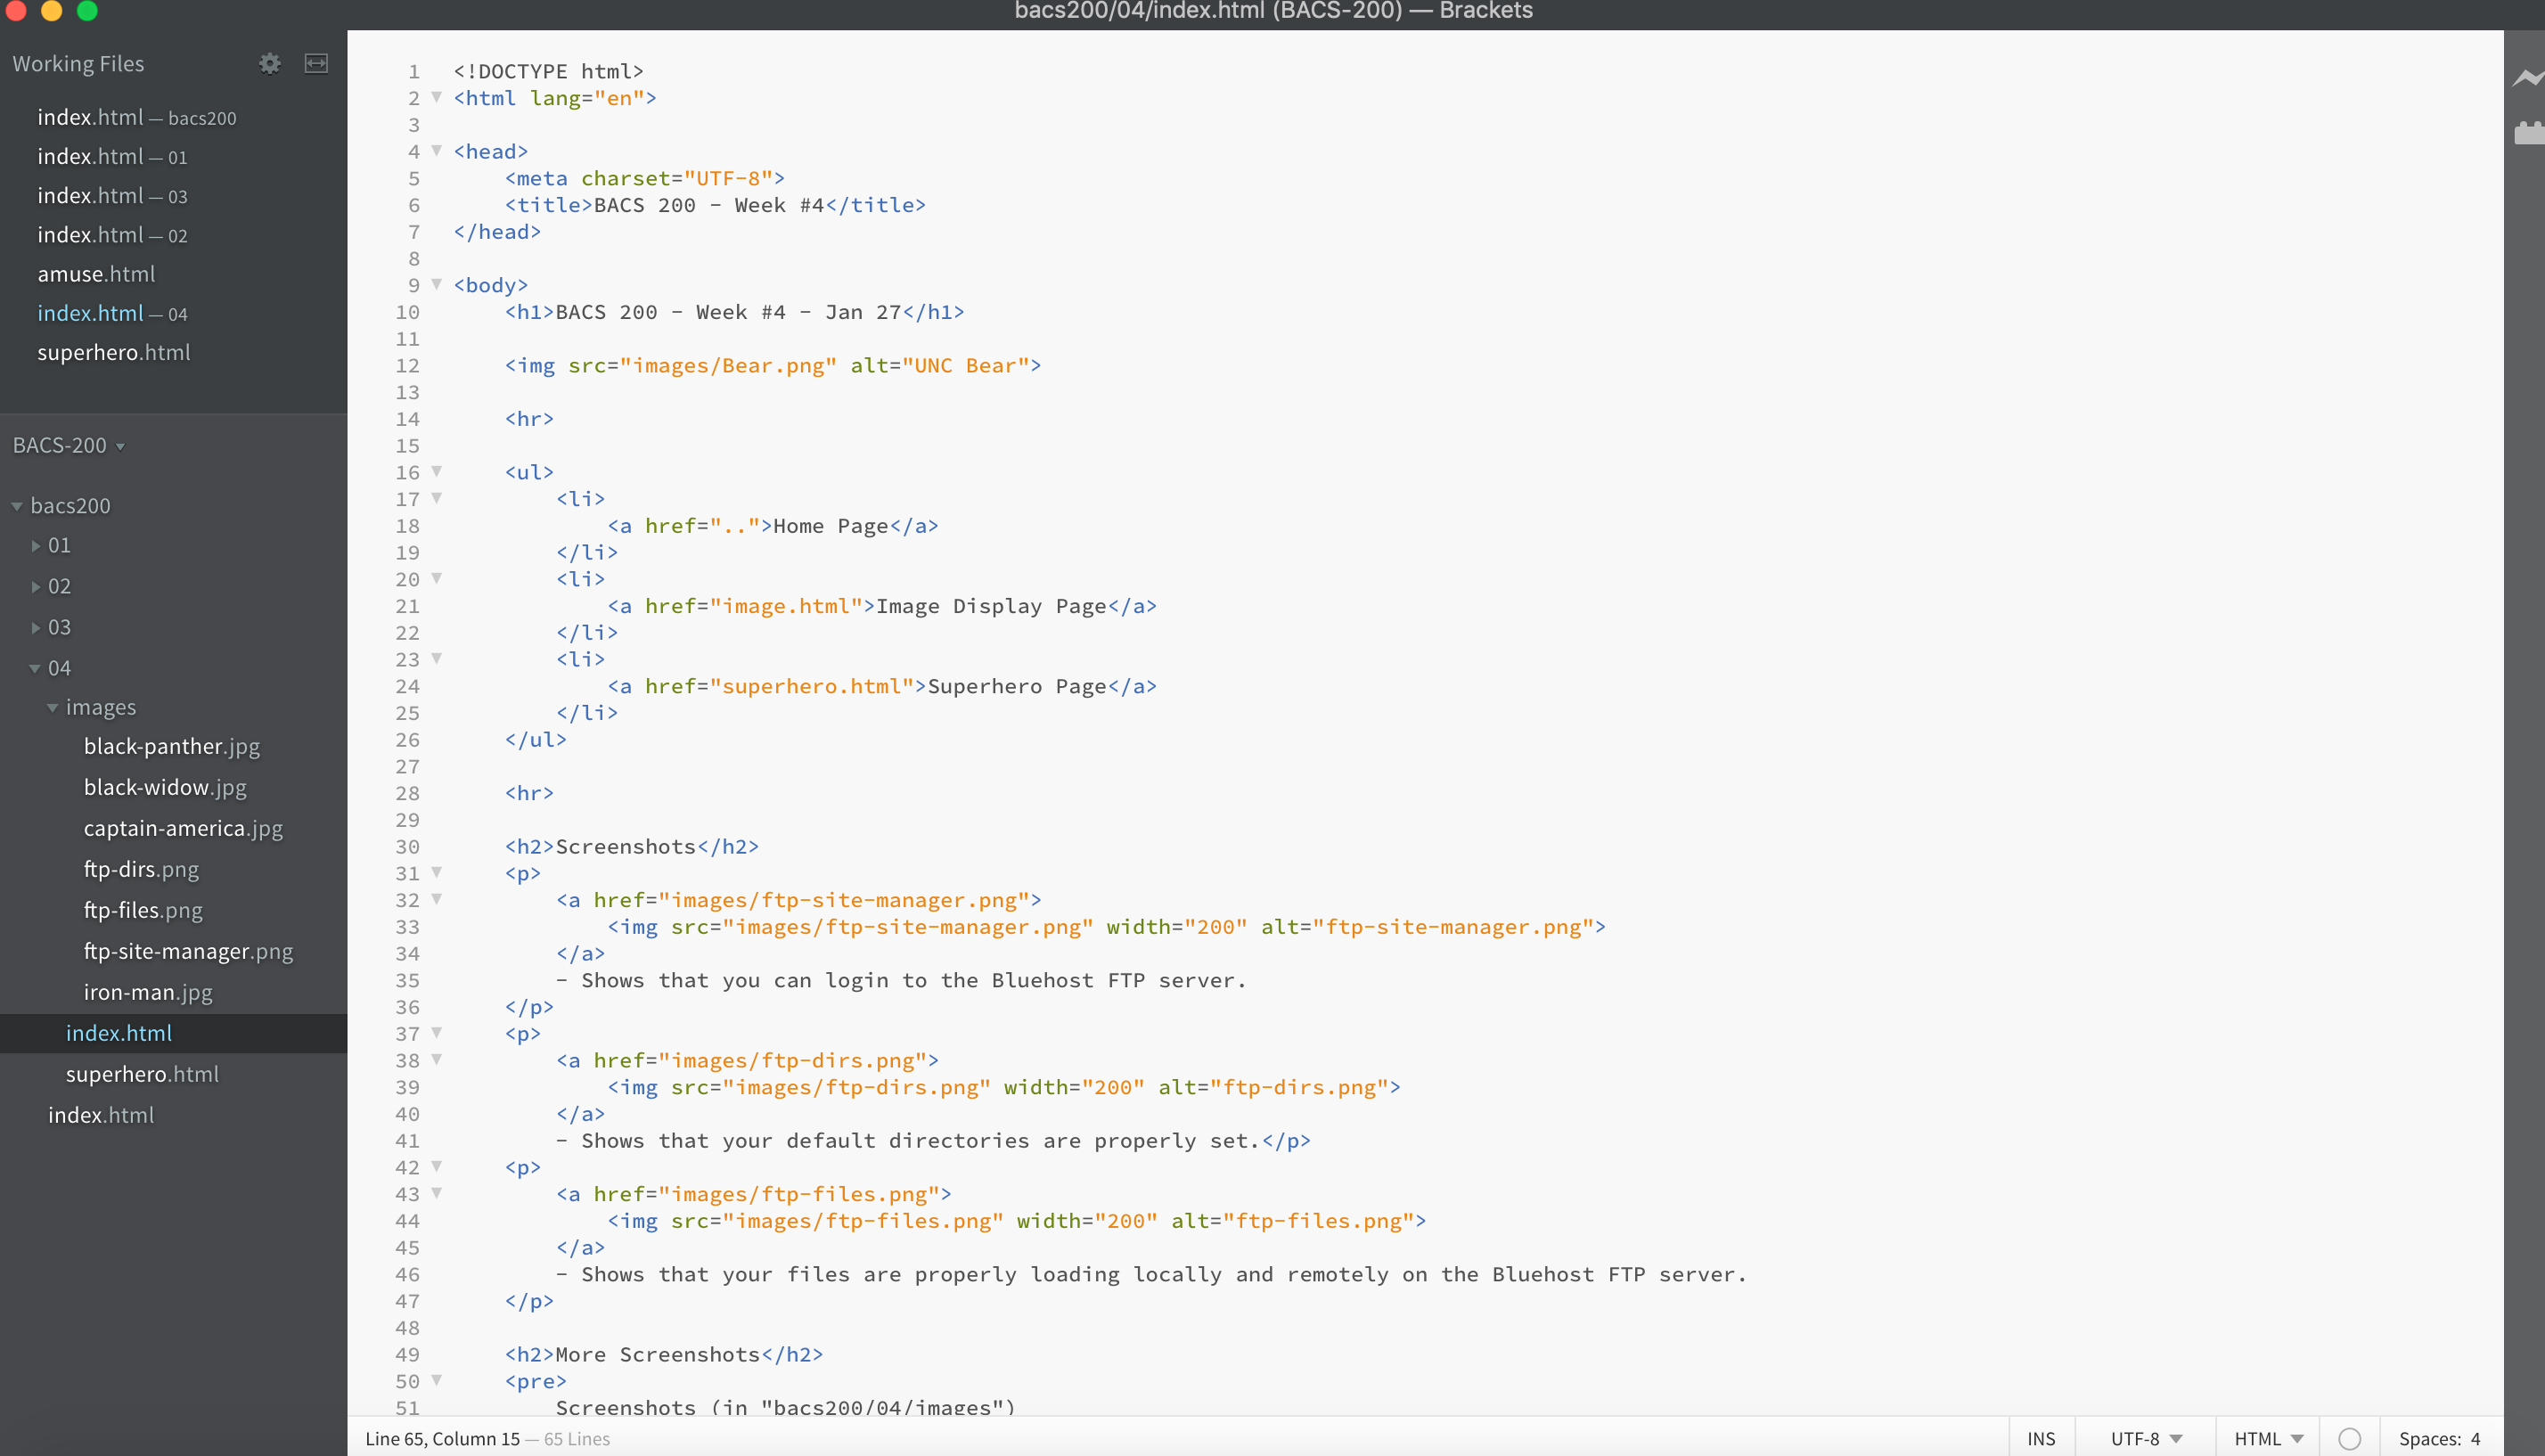 bacs200/04/index.html (BACS-200) — Brackets
Working Files
index.html — bacs200
index.html — 01
index.html — 03
index.html — 02
amuse.html
index.html — 04
superhero.html
BACS-200
bacs200
01
02
03
04
images
black-panther.jpg
black-widow.jpg
captain-america.jpg
ftp-dirs.png
ftp-files.png
ftp-site-manager.png
iron-man.jpg
index.html
superhero.html
index.html
1 <!DOCTYPE html>
2 <html lang="en">
3
4 <head>
5     <meta charset="UTF-8">
6     <title>BACS 200 - Week #4</title>
7 </head>
8
9 <body>
10     <h1>BACS 200 - Week #4 - Jan 27</h1>
11
12     <img src="images/Bear.png" alt="UNC Bear">
13
14     <hr>
15
16     <ul>
17         <li>
18             <a href="..">Home Page</a>
19         </li>
20         <li>
21             <a href="image.html">Image Display Page</a>
22         </li>
23         <li>
24             <a href="superhero.html">Superhero Page</a>
25         </li>
26     </ul>
27
28     <hr>
29
30     <h2>Screenshots</h2>
31     <p>
32         <a href="images/ftp-site-manager.png">
33             <img src="images/ftp-site-manager.png" width="200" alt="ftp-site-manager.png">
34         </a>
35         - Shows that you can login to the Bluehost FTP server.
36     </p>
37     <p>
38         <a href="images/ftp-dirs.png">
39             <img src="images/ftp-dirs.png" width="200" alt="ftp-dirs.png">
40         </a>
41         - Shows that your default directories are properly set.</p>
42     <p>
43         <a href="images/ftp-files.png">
44             <img src="images/ftp-files.png" width="200" alt="ftp-files.png">
45         </a>
46         - Shows that your files are properly loading locally and remotely on the Bluehost FTP server.
47     </p>
48
49     <h2>More Screenshots</h2>
50     <pre>
51         Screenshots (in "bacs200/04/images")
Line 65, Column 15 — 65 Lines
INS
UTF-8
HTML
Spaces: 4